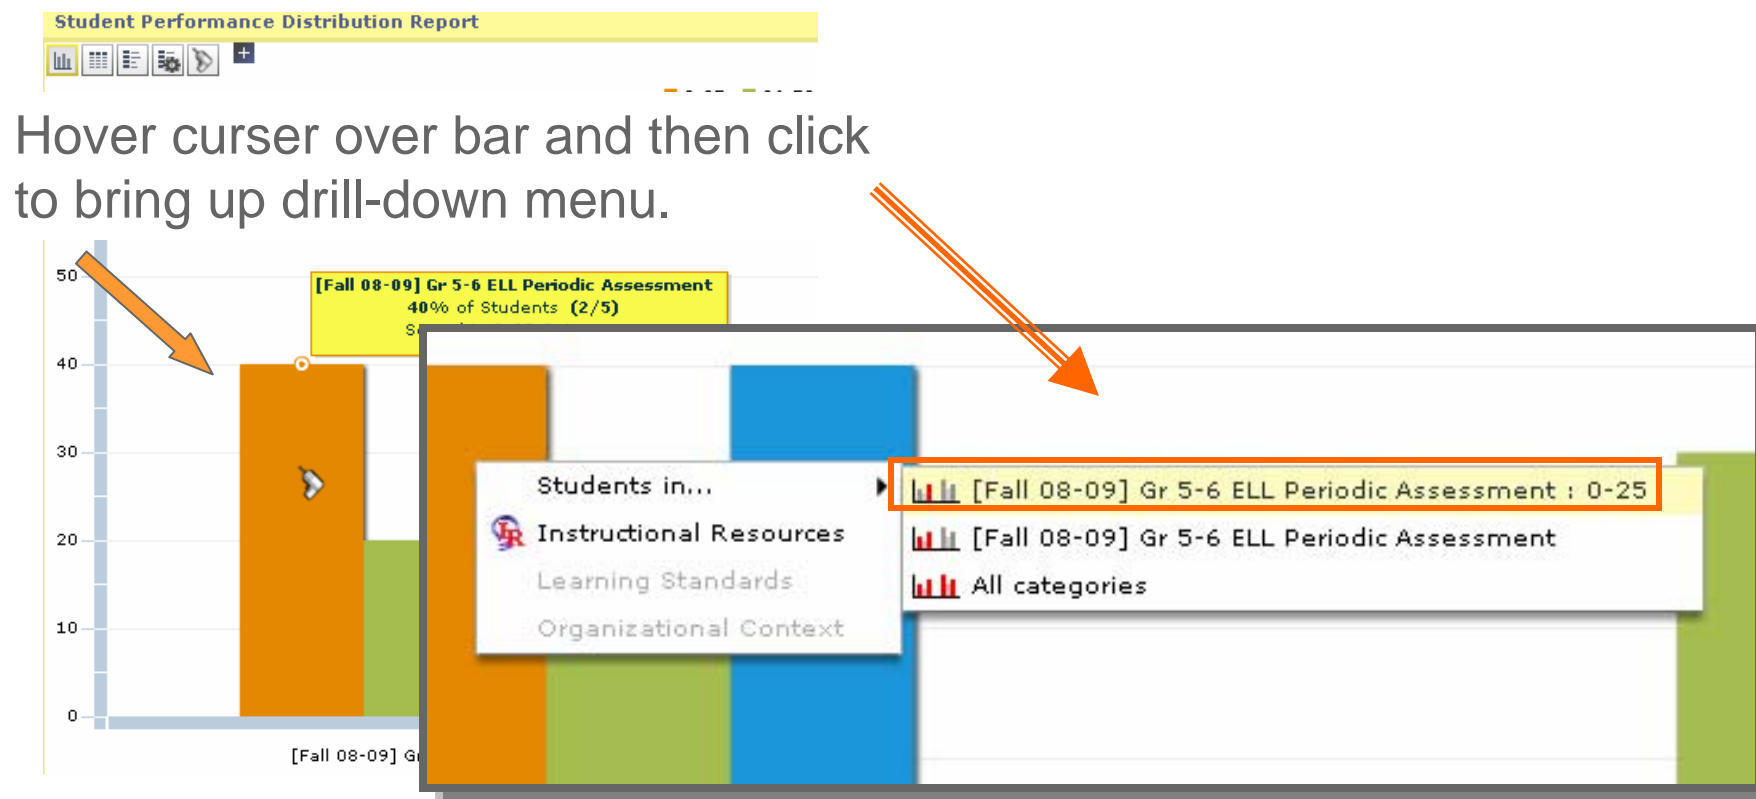 Student Performance Distribution Report
Hover curser over bar and then click
to bring up drill-down menu.
50
[Fall 08-09] Gr 5-6 ELL Periodic Assessment
40% of Students (2/5)
40
30
20
10
0
[Fall 08-09]
Students in...
Instructional Resources
Learning Standards
Organizational Context
[Fall 08-09] Gr 5-6 ELL Periodic Assessment : 0-25
[Fall 08-09] Gr 5-6 ELL Periodic Assessment
All categories